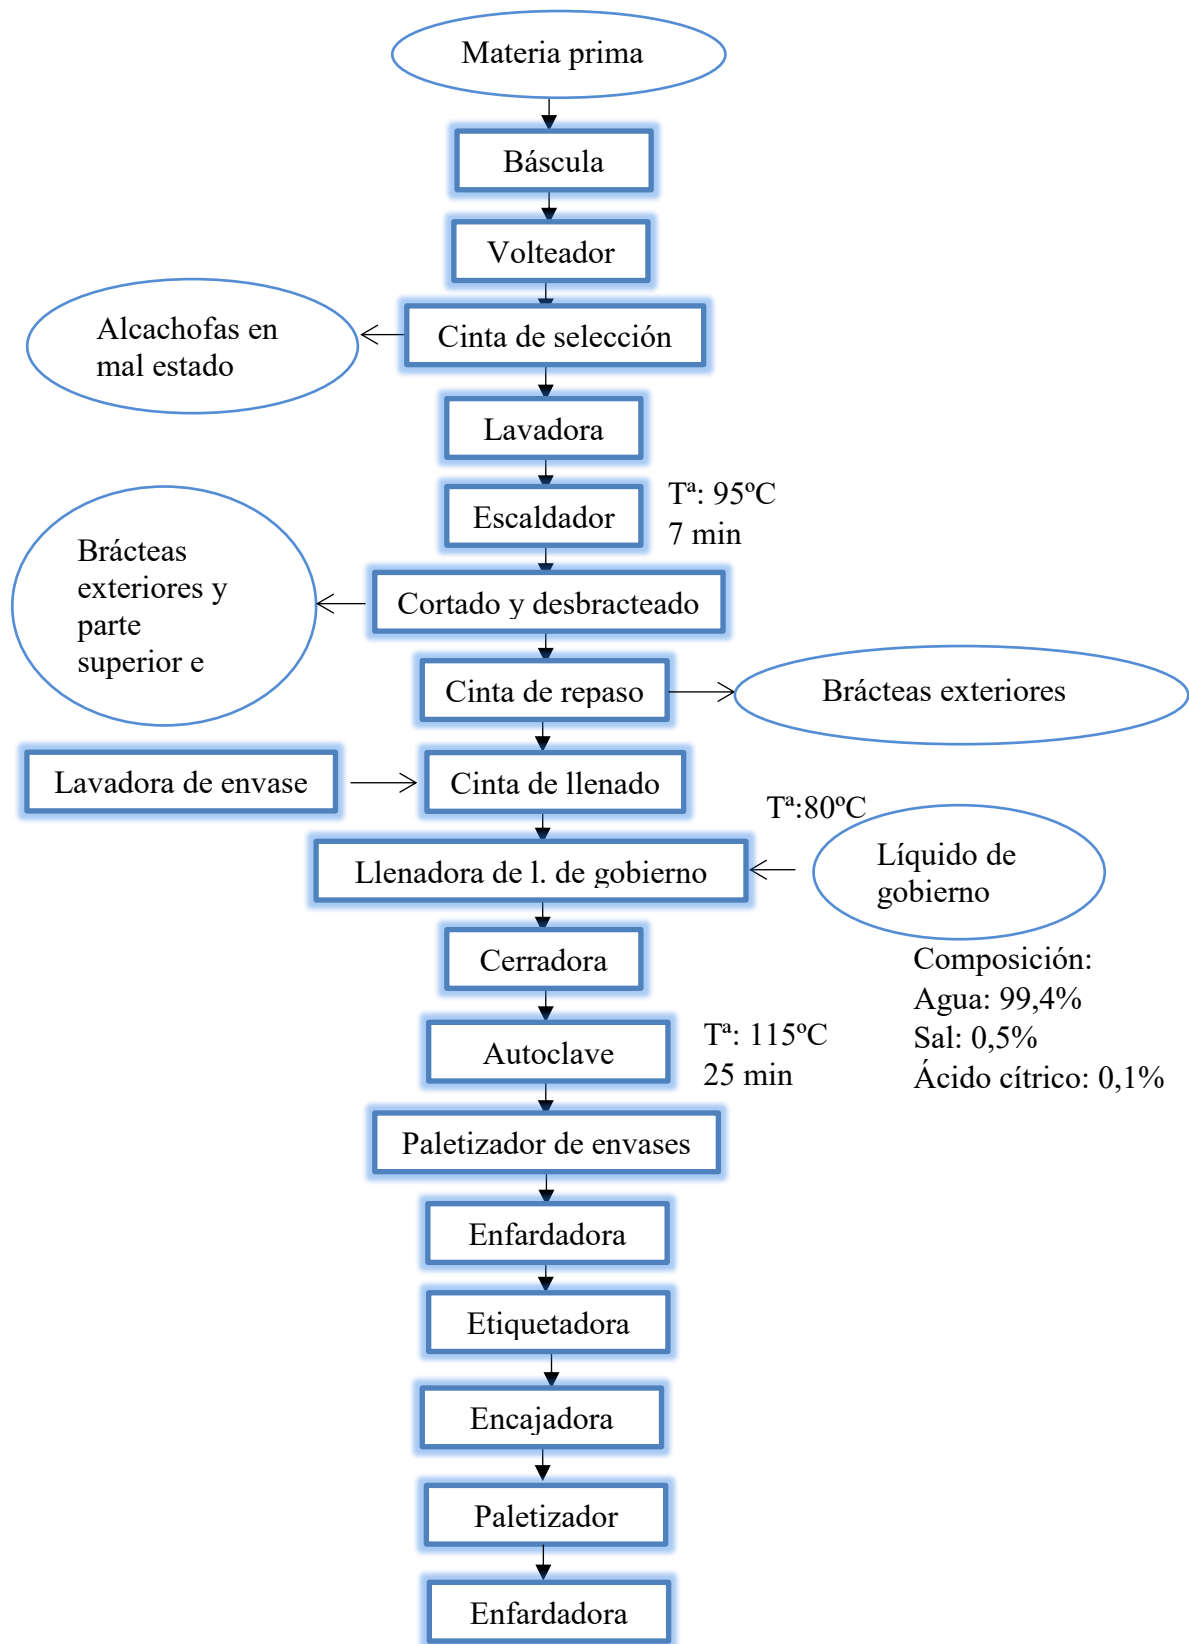 Materia prima
Báscula
Volteador
Alcachofas en
mal estado
Cinta de selección
Lavadora
Escaldador
Tª: 95ºC
7 min
Brácteas
exteriores y
parte
superior e
Cortado y desbracteado
Cinta de repaso
Brácteas exteriores
Lavadora de envase
Cinta de llenado
Tª:80ºC
Llenadora de l. de gobierno
Líquido de
gobierno
Cerradora
Composición:
Agua: 99,4%
Sal: 0,5%
Ácido cítrico: 0,1%
Autoclave
Tª: 115ºC
25 min
Paletizador de envases
Enfardadora
Etiquetadora
Encajadora
Paletizador
Enfardadora